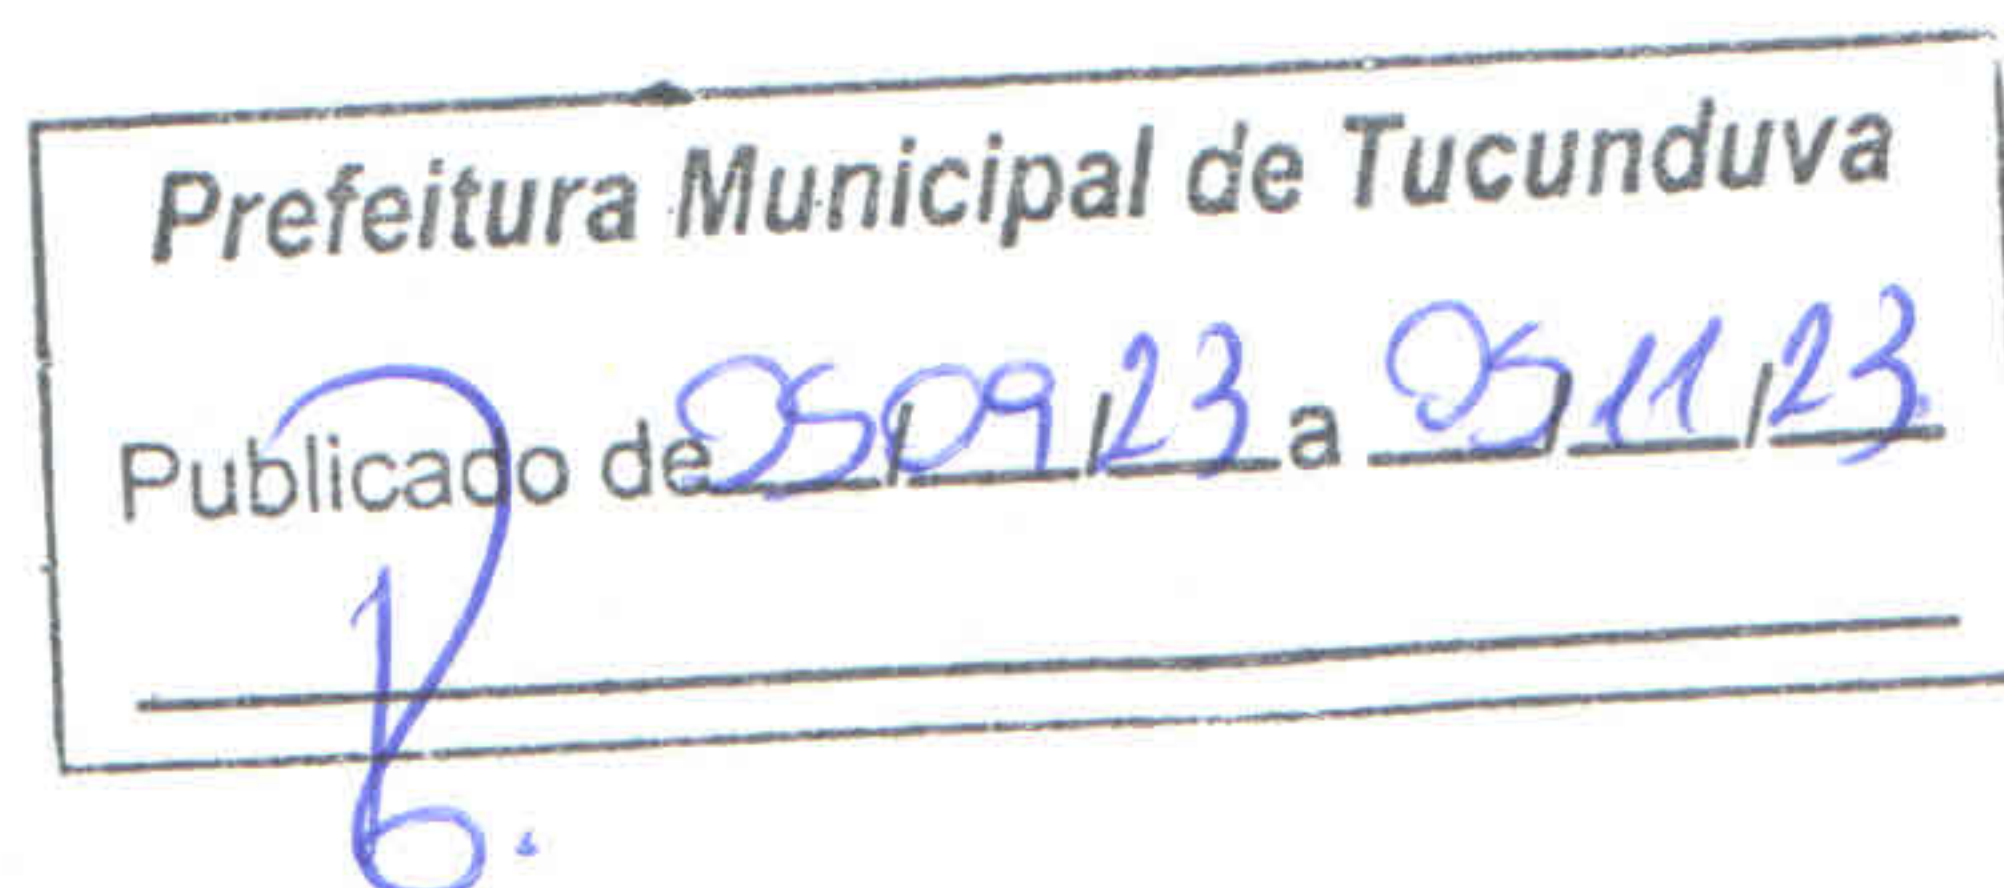 Prefeitura Municipal de Tucunduva
Publicado de 05/09/23 a 05/11/23